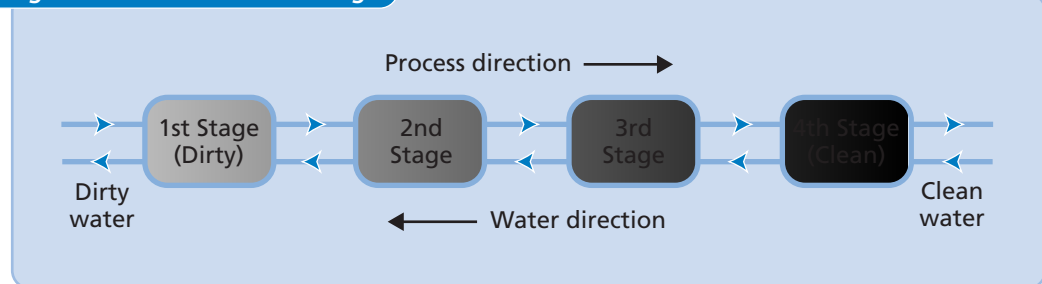 Process direction
1st Stage
(Dirty)
2nd
Stage
3rd
Stage
4th Stage
(Clean)
Dirty
water
Water direction
Clean
water